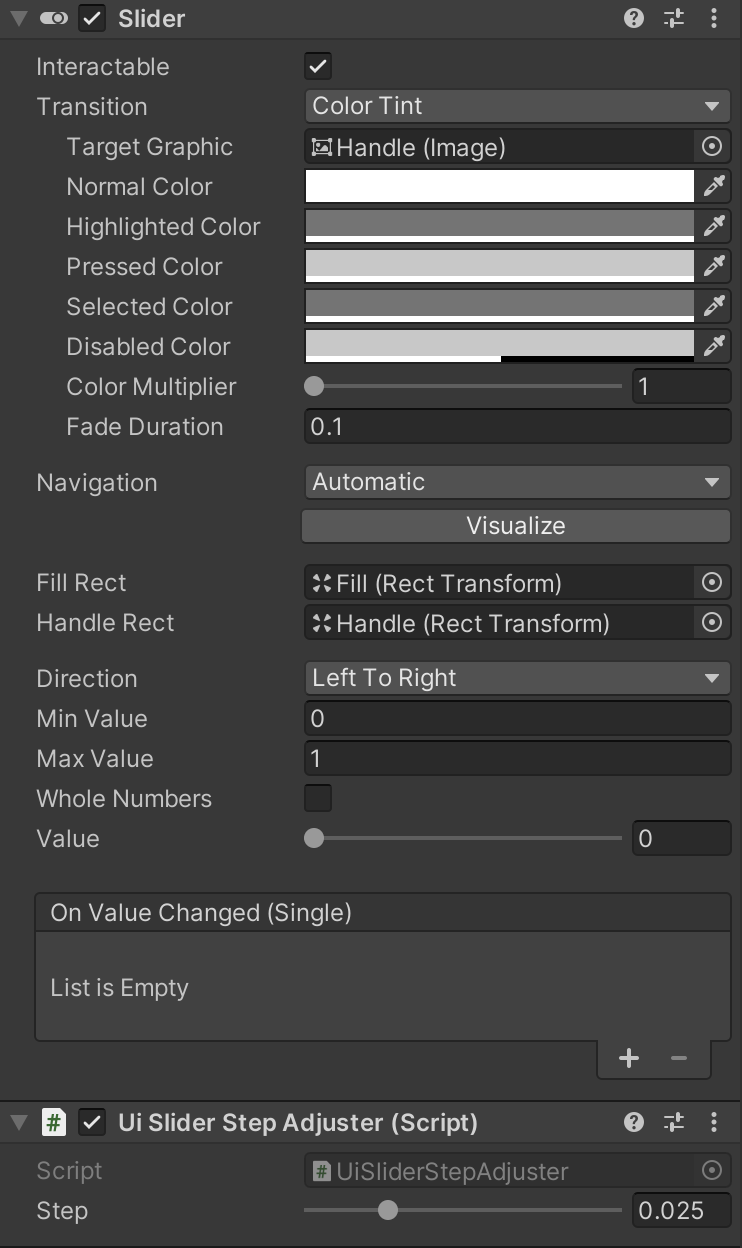 Slider
Interactable
Transition Color Tint
Target Graphic Handle (Image)
Normal Color
Highlighted Color
Pressed Color
Selected Color
Disabled Color
Color Multiplier 1
Fade Duration 0.1
Navigation Automatic
Visualize
Fill Rect Fill (Rect Transform)
Handle Rect Handle (Rect Transform)
Direction Left To Right
Min Value 0
Max Value 1
Whole Numbers
Value 0
On Value Changed (Single)
List is Empty
# Ui Slider Step Adjuster (Script)
Script # UiSliderStepAdjuster
Step 0.025